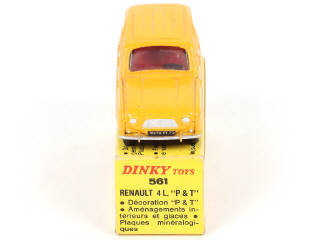 DINKY TOYS
561
RENAULT 4 L. "P & T"
• Décoration "P & T"
• Aménagements in-
térieurs et glaces •
Plaques minéralogi-
ques